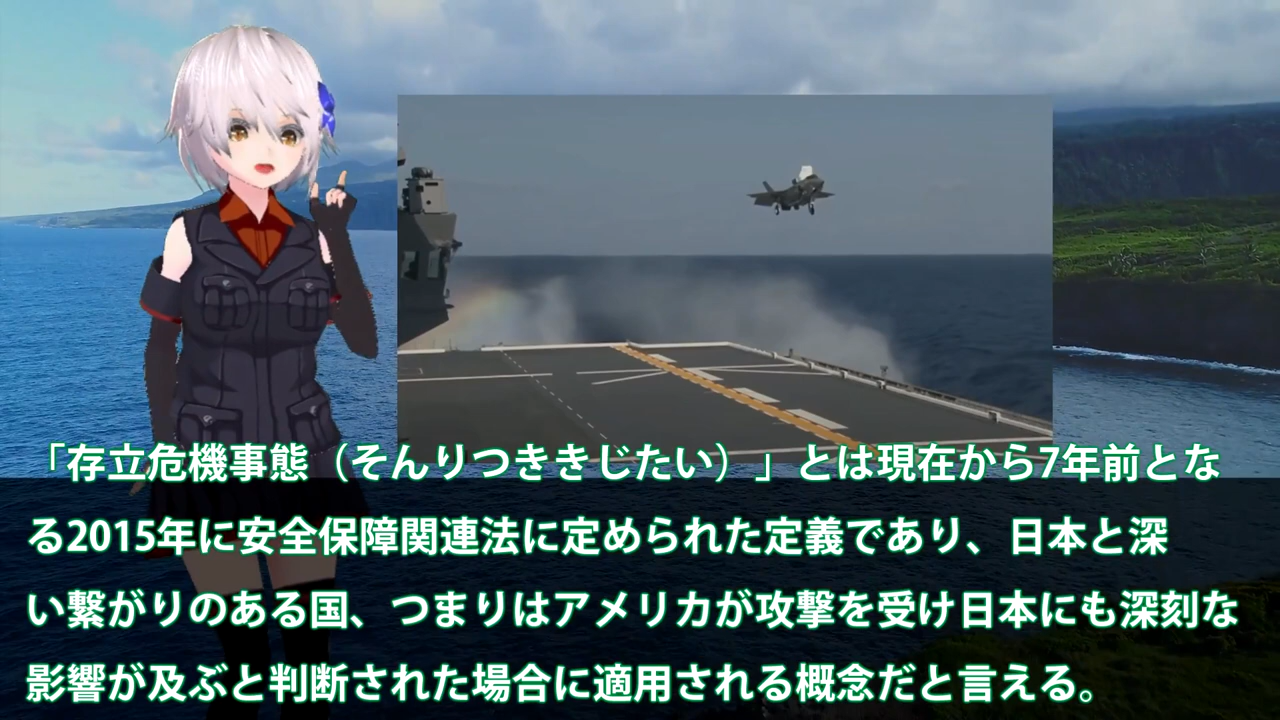 「存立危機事態（そんりつききじたい）」とは現在から7年前とな
る2015年に安全保障関連法に定められた定義であり、日本と深
い繋がりのある国、つまりはアメリカが攻撃を受け日本にも深刻な
影響が及ぶと判断された場合に適用される概念だと言える。